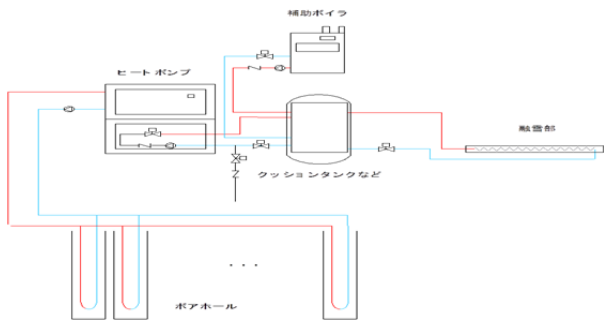 補助ボイラ
ヒートポンプ
融雪部
クッションタンクなど
・・・
ボアホール